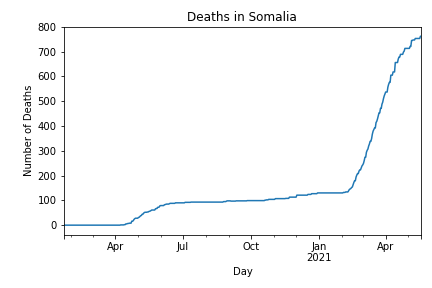 Deaths in Somalia
800
700
600
500
400
300
200
100
0
Number of Deaths
Apr
Jul
Oct
Jan
2021
Apr
Day